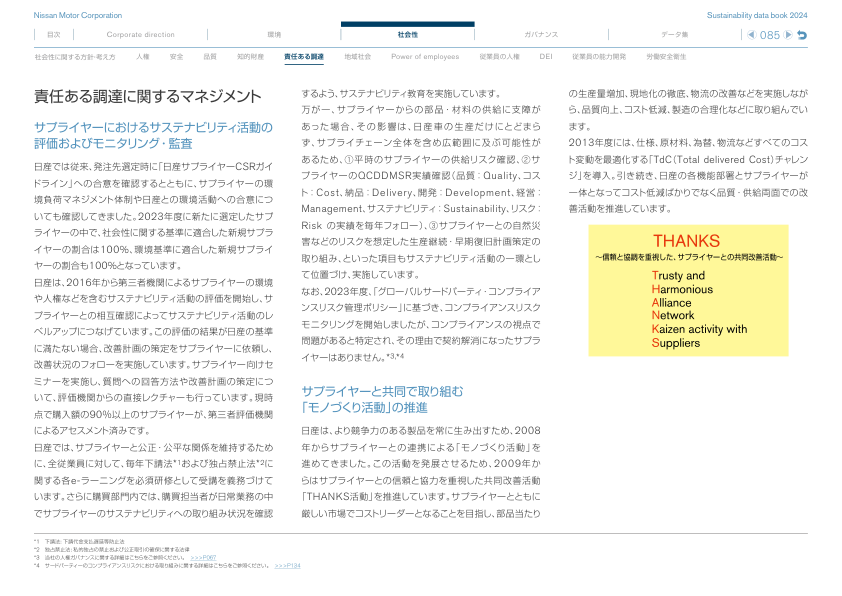 Nissan Motor Corporation
Sustainability data book 2024
目次
Corporate direction
環境
社会性
ガバナンス
データ集
085
社会性に関する方針・考え方
人権
安全
品質
知的財産
責任ある調達
地域社会
Power of employees
従業員の人権
DEI
従業員の能力開発
労働安全衛生
責任ある調達に関するマネジメント
サプライヤーにおけるサステナビリティ活動の
評価およびモニタリング・監査
日産では従来、発注先選定時に「日産サプライヤーCSRガイ
ドライン」への合意を確認するとともに、サプライヤーの環
境負荷マネージメント体制や日産との環境活動への合意につ
いても確認してきました。2023年度に新たに選定したサプ
ライヤーの中で、社会性に関する基準に適合した新規サプラ
イヤーの割合は100%、環境基準に適合した新規サプライ
ヤーの割合も100%となっています。
日産は、2016年から第三者機関によるサプライヤーの環境
や人権などを含むサステナビリティ活動の評価を開始し、サ
プライヤーとの相互確認によってサステナビリティ活動のレ
ベルアップにつなげています。この評価の結果が日産の基準
に満たない場合、改善計画の策定をサプライヤーに依頼し、
改善状況のフォローを実施しています。サプライヤー向けセ
ミナーを実施し、質問への回答方法や改善計画の策定につ
いて、評価機関からの直接レクチャーも行っています。現時
点で購入額の90%以上のサプライヤーが、第三者評価機関
によるアセスメント済みです。
日産では、サプライヤーと公正・公平な関係を維持するため
に、全従業員に対して、毎年下請法*1および独占禁止法*2に
関する各e-ラーニングを必須研修として受講を義務づけて
います。さらに購買部門内では、購買担当者が日常業務の中
でサプライヤーのサステナビリティへの取り組み状況を確認
するよう、サステナビリティ教育を実施しています。
万が一、サプライヤーからの部品・材料の供給に支障が
あった場合、その影響は、日産車の生産だけにとどまら
ず、サプライチェーン全体を含め広範囲に及ぶ可能性が
あるため、①平時のサプライヤーの供給リスク確認、②サ
プライヤーのQCDDMSR実績確認(品質:Quality、コス
ト:Cost、納品:Delivery、開発:Development、経営:
Management、サステナビリティ:Sustainability、リスク:
Risk の実績を毎年フォロー)、③サプライヤーとの自然災
害などのリスクを想定した生産継続・早期復旧計画策定の
取り組み、といった項目もサステナビリティ活動の一環とし
て位置づけ、実施しています。
なお、2023年度、「グローバルサードパーティ・コンプライア
ンスリスク管理ポリシー」に基づき、コンプライアンスリスク
モニタリングを開始しましたが、コンプライアンスの視点で
問題があると特定され、その理由で契約解消になったサプラ
イヤーはありません。*3,*4
サプライヤーと共同で取り組む
「モノづくり活動」の推進
日産は、より競争力のある製品を常に生み出すため、2008
年からサプライヤーとの連携による「モノづくり活動」を
進めてきました。この活動を発展させるため、2009年か
らはサプライヤーとの信頼と協力を重視した共同改善活動
「THANKS活動」を推進しています。サプライヤーとともに
厳しい市場でコストリーダーとなることを目指し、部品当たり
の生産量増加、現地化の徹底、物流の改善などを実施しなが
ら、品質向上、コスト低減、製造の合理化などに取り組んでい
ます。
2013年度には、仕様、原材料、為替、物流などすべてのコス
ト変動を最適化する「TdC(Total delivered Cost)チャレン
ジ」を導入。引き続き、日産の各機能部署とサプライヤーが
一体となってコスト低減ばかりでなく品質・供給両面での改
善活動を推進しています。
THANKS
～信頼と協調を重視した、サプライヤーとの共同改善活動～
Trusty and
Harmonious
Alliance
Network
Kaizen activity with
Suppliers
*1 下請法:下請代金支払遅延等防止法
*2 独占禁止法:私的独占の禁止および公正取引の確保に関する法律
*3 当社の人権ガバナンスに関する詳細はこちらをご参照ください。 >>>P067
*4 サードパーティーのコンプライアンスリスクにおける取り組みに関する詳細はこちらをご参照ください。 >>>P134